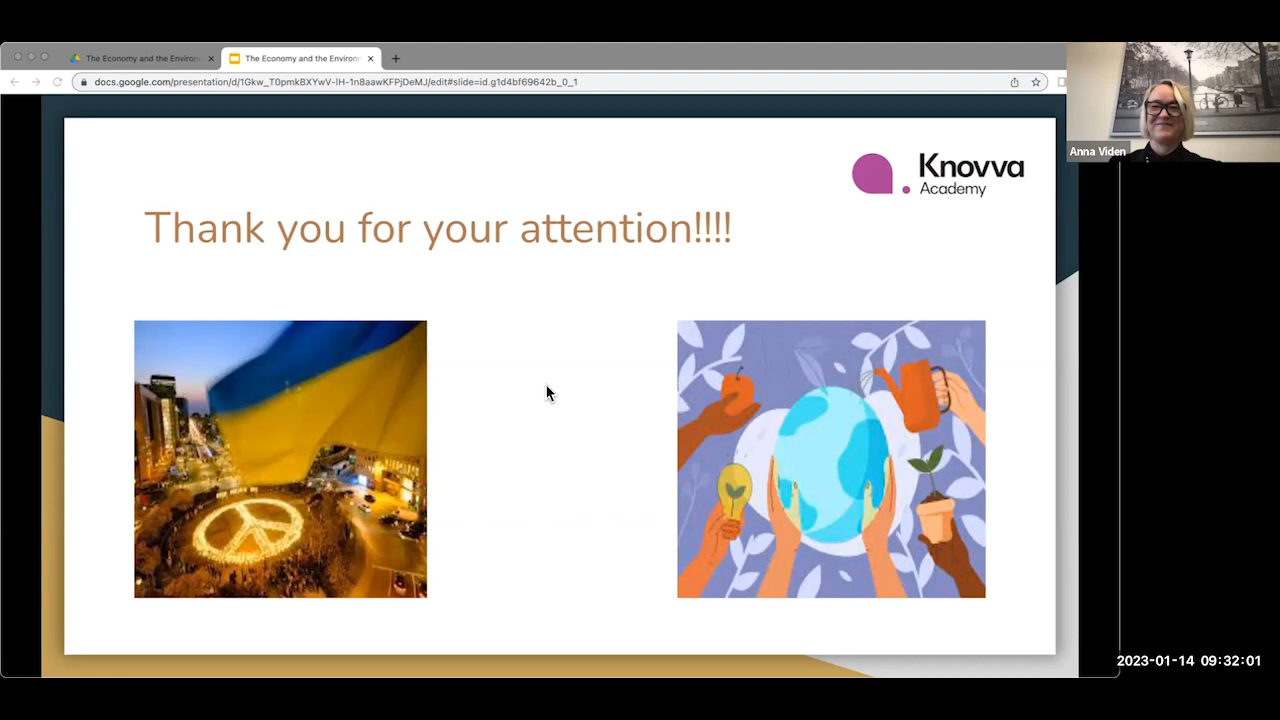 The Economy and the Environ
The Economy and the Environ
docs.google.com/presentation/d/1Gkw_T0pmkBXYwV-IH-1n8aawKFPjDeMJ/edit#slide=id.g1d4bf69642b_0_1
Anna Viden
Knovva
Academy
Thank you for your attention!!!!
2023-01-14 09:32:01